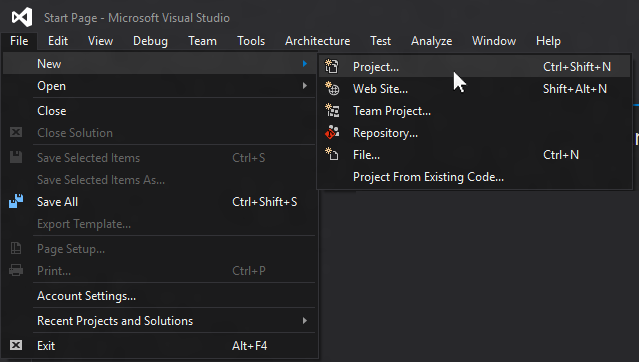 Start Page - Microsoft Visual Studio
File Edit View Debug Team Tools Architecture Test Analyze Window Help
New
Open
Close
Close Solution
Save Selected Items Ctrl+S
Save Selected Items As...
Save All Ctrl+Shift+S
Export Template...
Page Setup...
Print... Ctrl+P
Account Settings...
Recent Projects and Solutions
Exit Alt+F4
Project... Ctrl+Shift+N
Web Site... Shift+Alt+N
Team Project...
Repository...
File... Ctrl+N
Project From Existing Code...